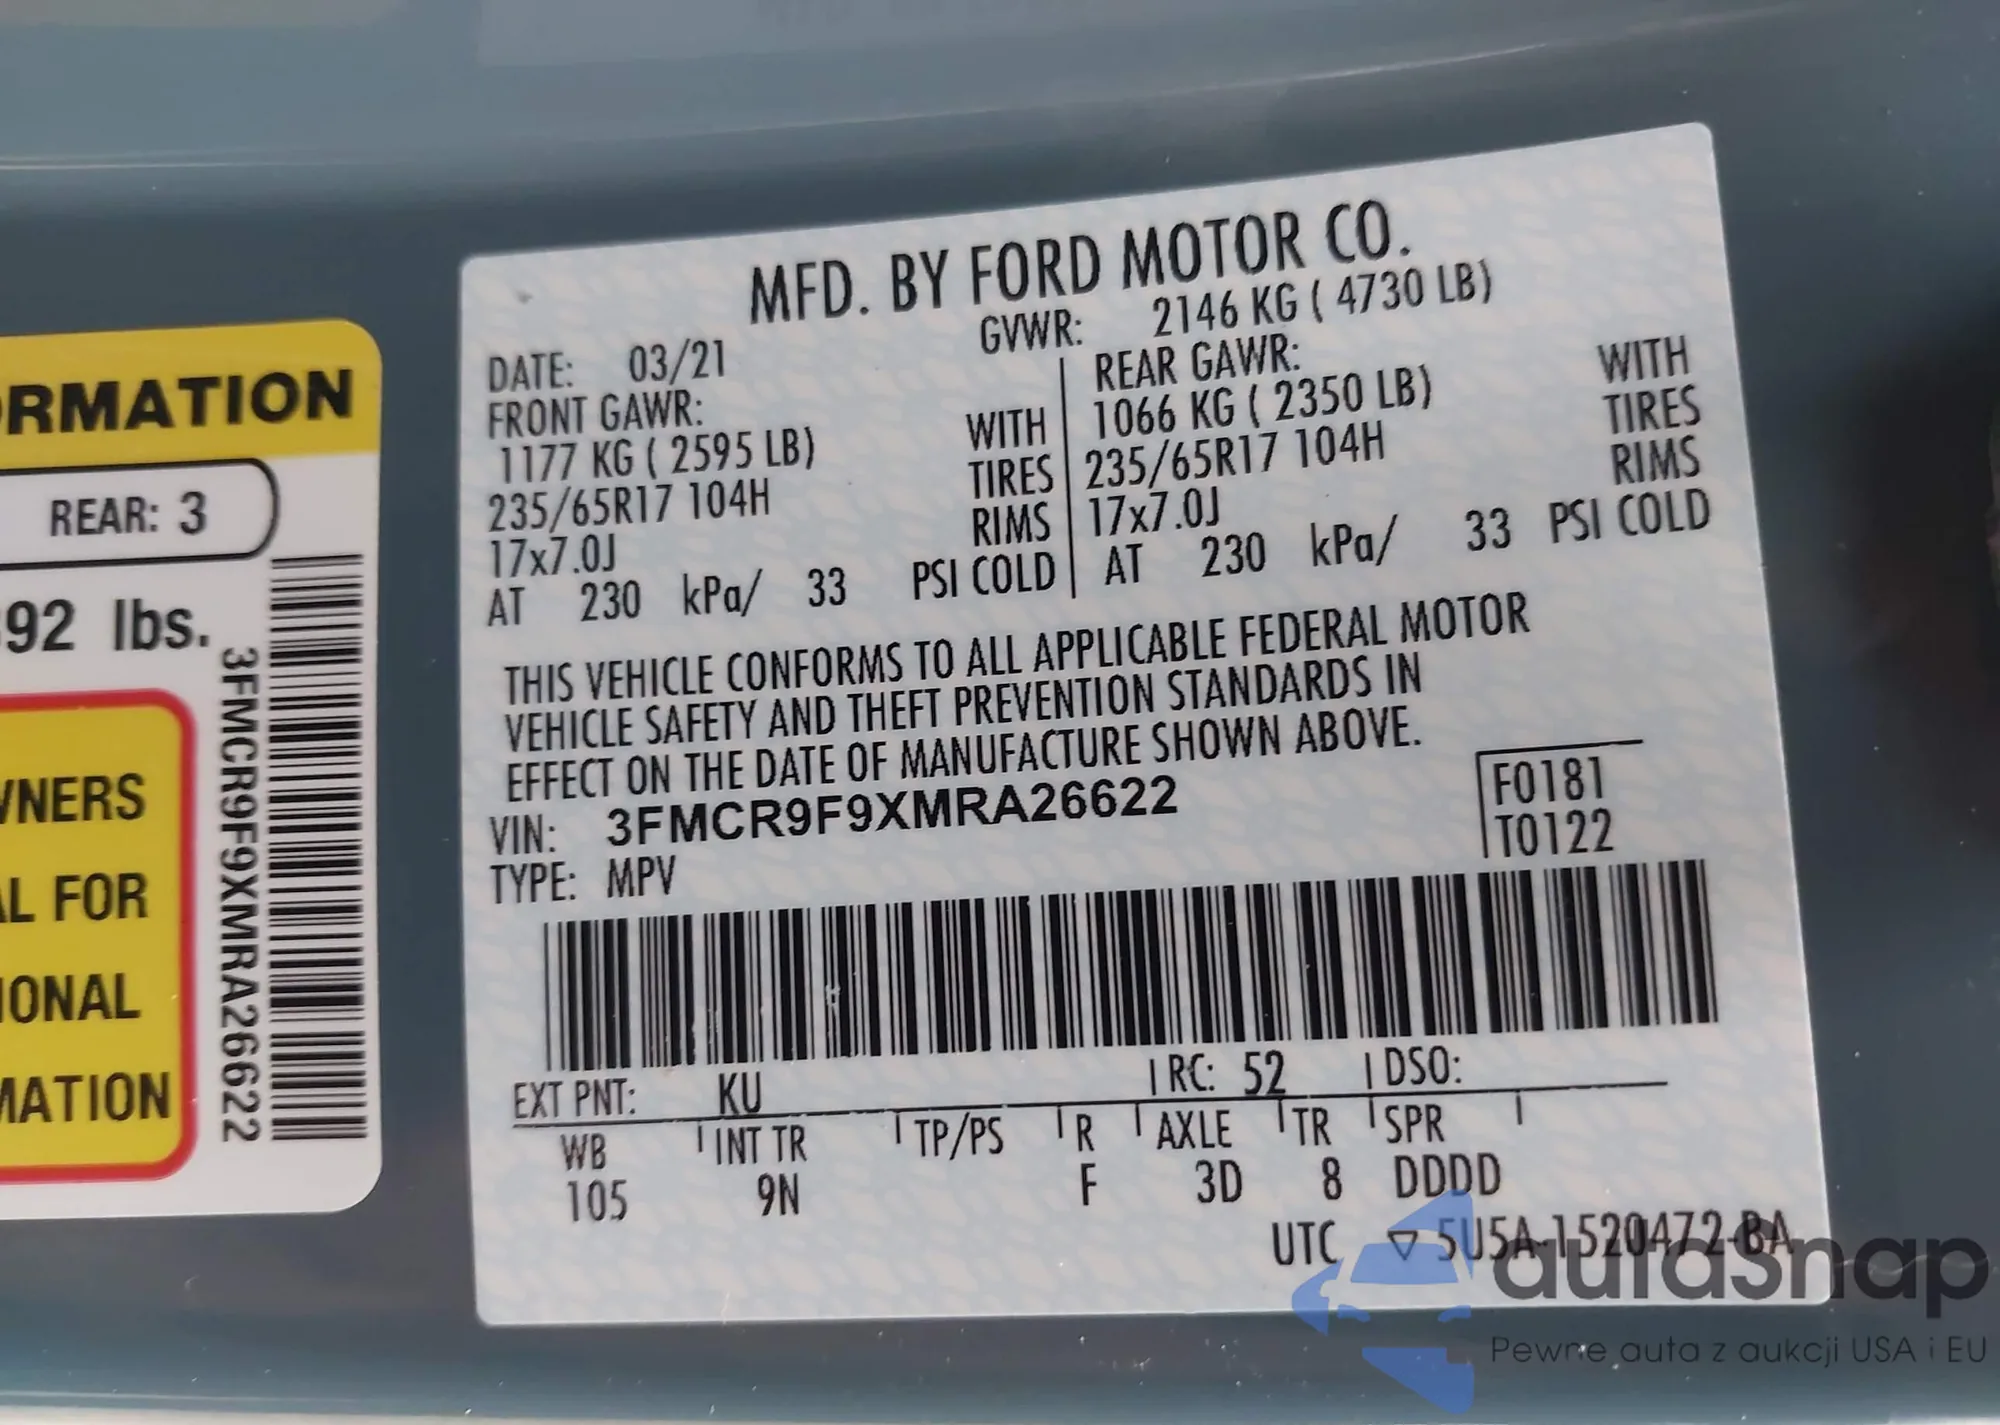 ORMATION
REAR: 3
92 lbs.
WNERS
AL FOR
IONAL
MATION
3FMCR9F9XMRA26622
MFD. BY FORD MOTOR CO.
DATE: 03/21 GVWR: 2146 KG ( 4730 LB)
FRONT GAWR: REAR GAWR:
1177 KG ( 2595 LB) WITH 1066 KG ( 2350 LB) WITH
235/65R17 104H TIRES 235/65R17 104H TIRES
17x7.0J RIMS 17x7.0J RIMS
AT 230 kPa/ 33 PSI COLD AT 230 kPa/ 33 PSI COLD
THIS VEHICLE CONFORMS TO ALL APPLICABLE FEDERAL MOTOR
VEHICLE SAFETY AND THEFT PREVENTION STANDARDS IN
EFFECT ON THE DATE OF MANUFACTURE SHOWN ABOVE.
VIN: 3FMCR9F9XMRA26622 F0181
TYPE: MPV T0122
EXT PNT: KU RC: 52 DSO:
WB INT TR TP/PS R AXLE TR SPR
105 9N F 3D 8 DDDD
UTC ▽ 5U5A-1520472-BA
autaSnap
Pewne auta z aukcji USA i EU